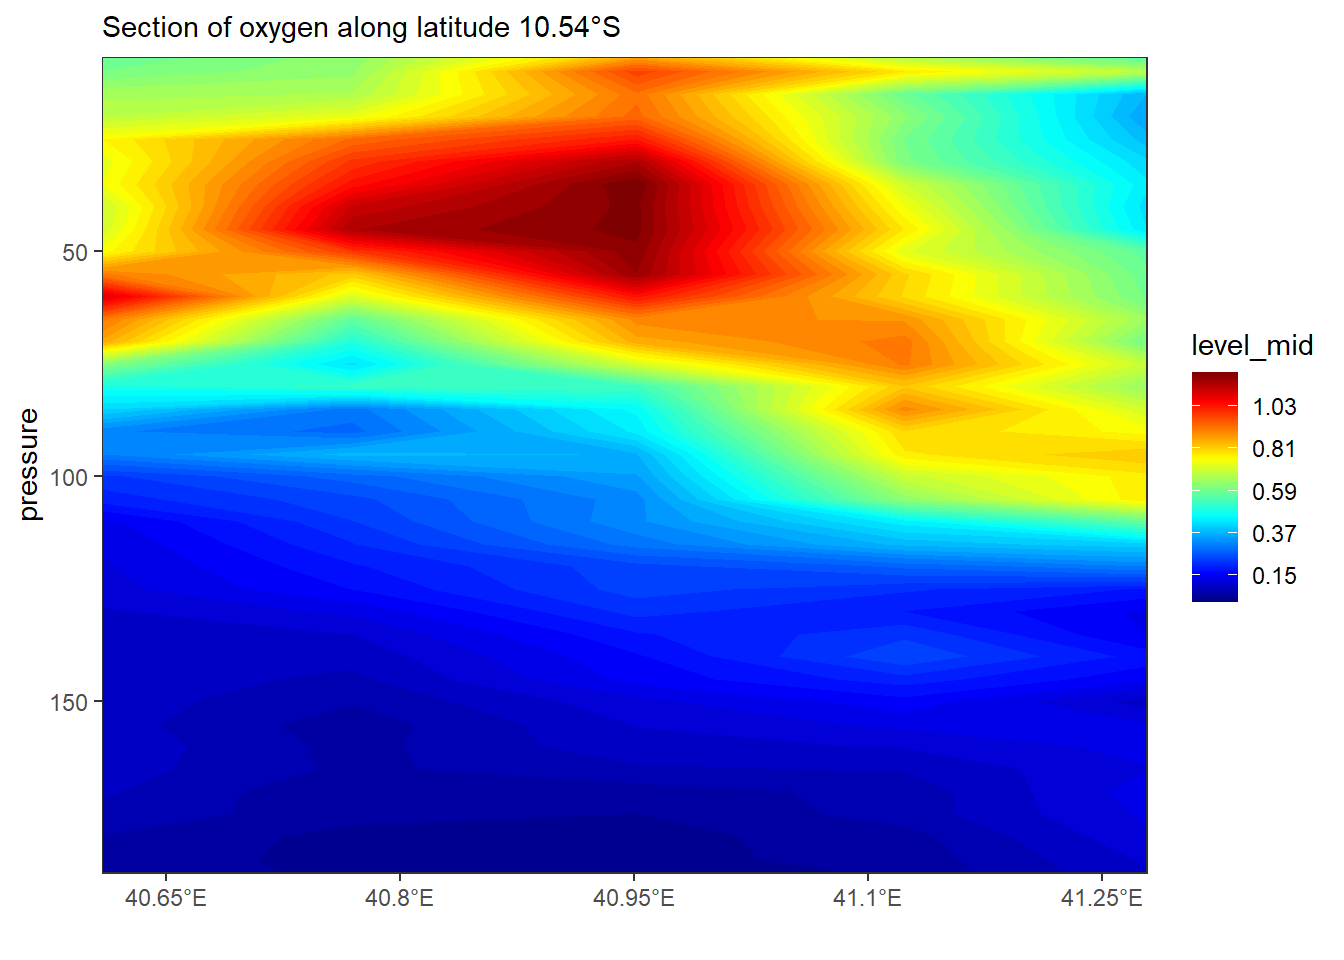 Section of oxygen along latitude 10.54°S
pressure
50
100
150
40.65°E
40.8°E
40.95°E
41.1°E
41.25°E
level_mid
1.03
0.81
0.59
0.37
0.15